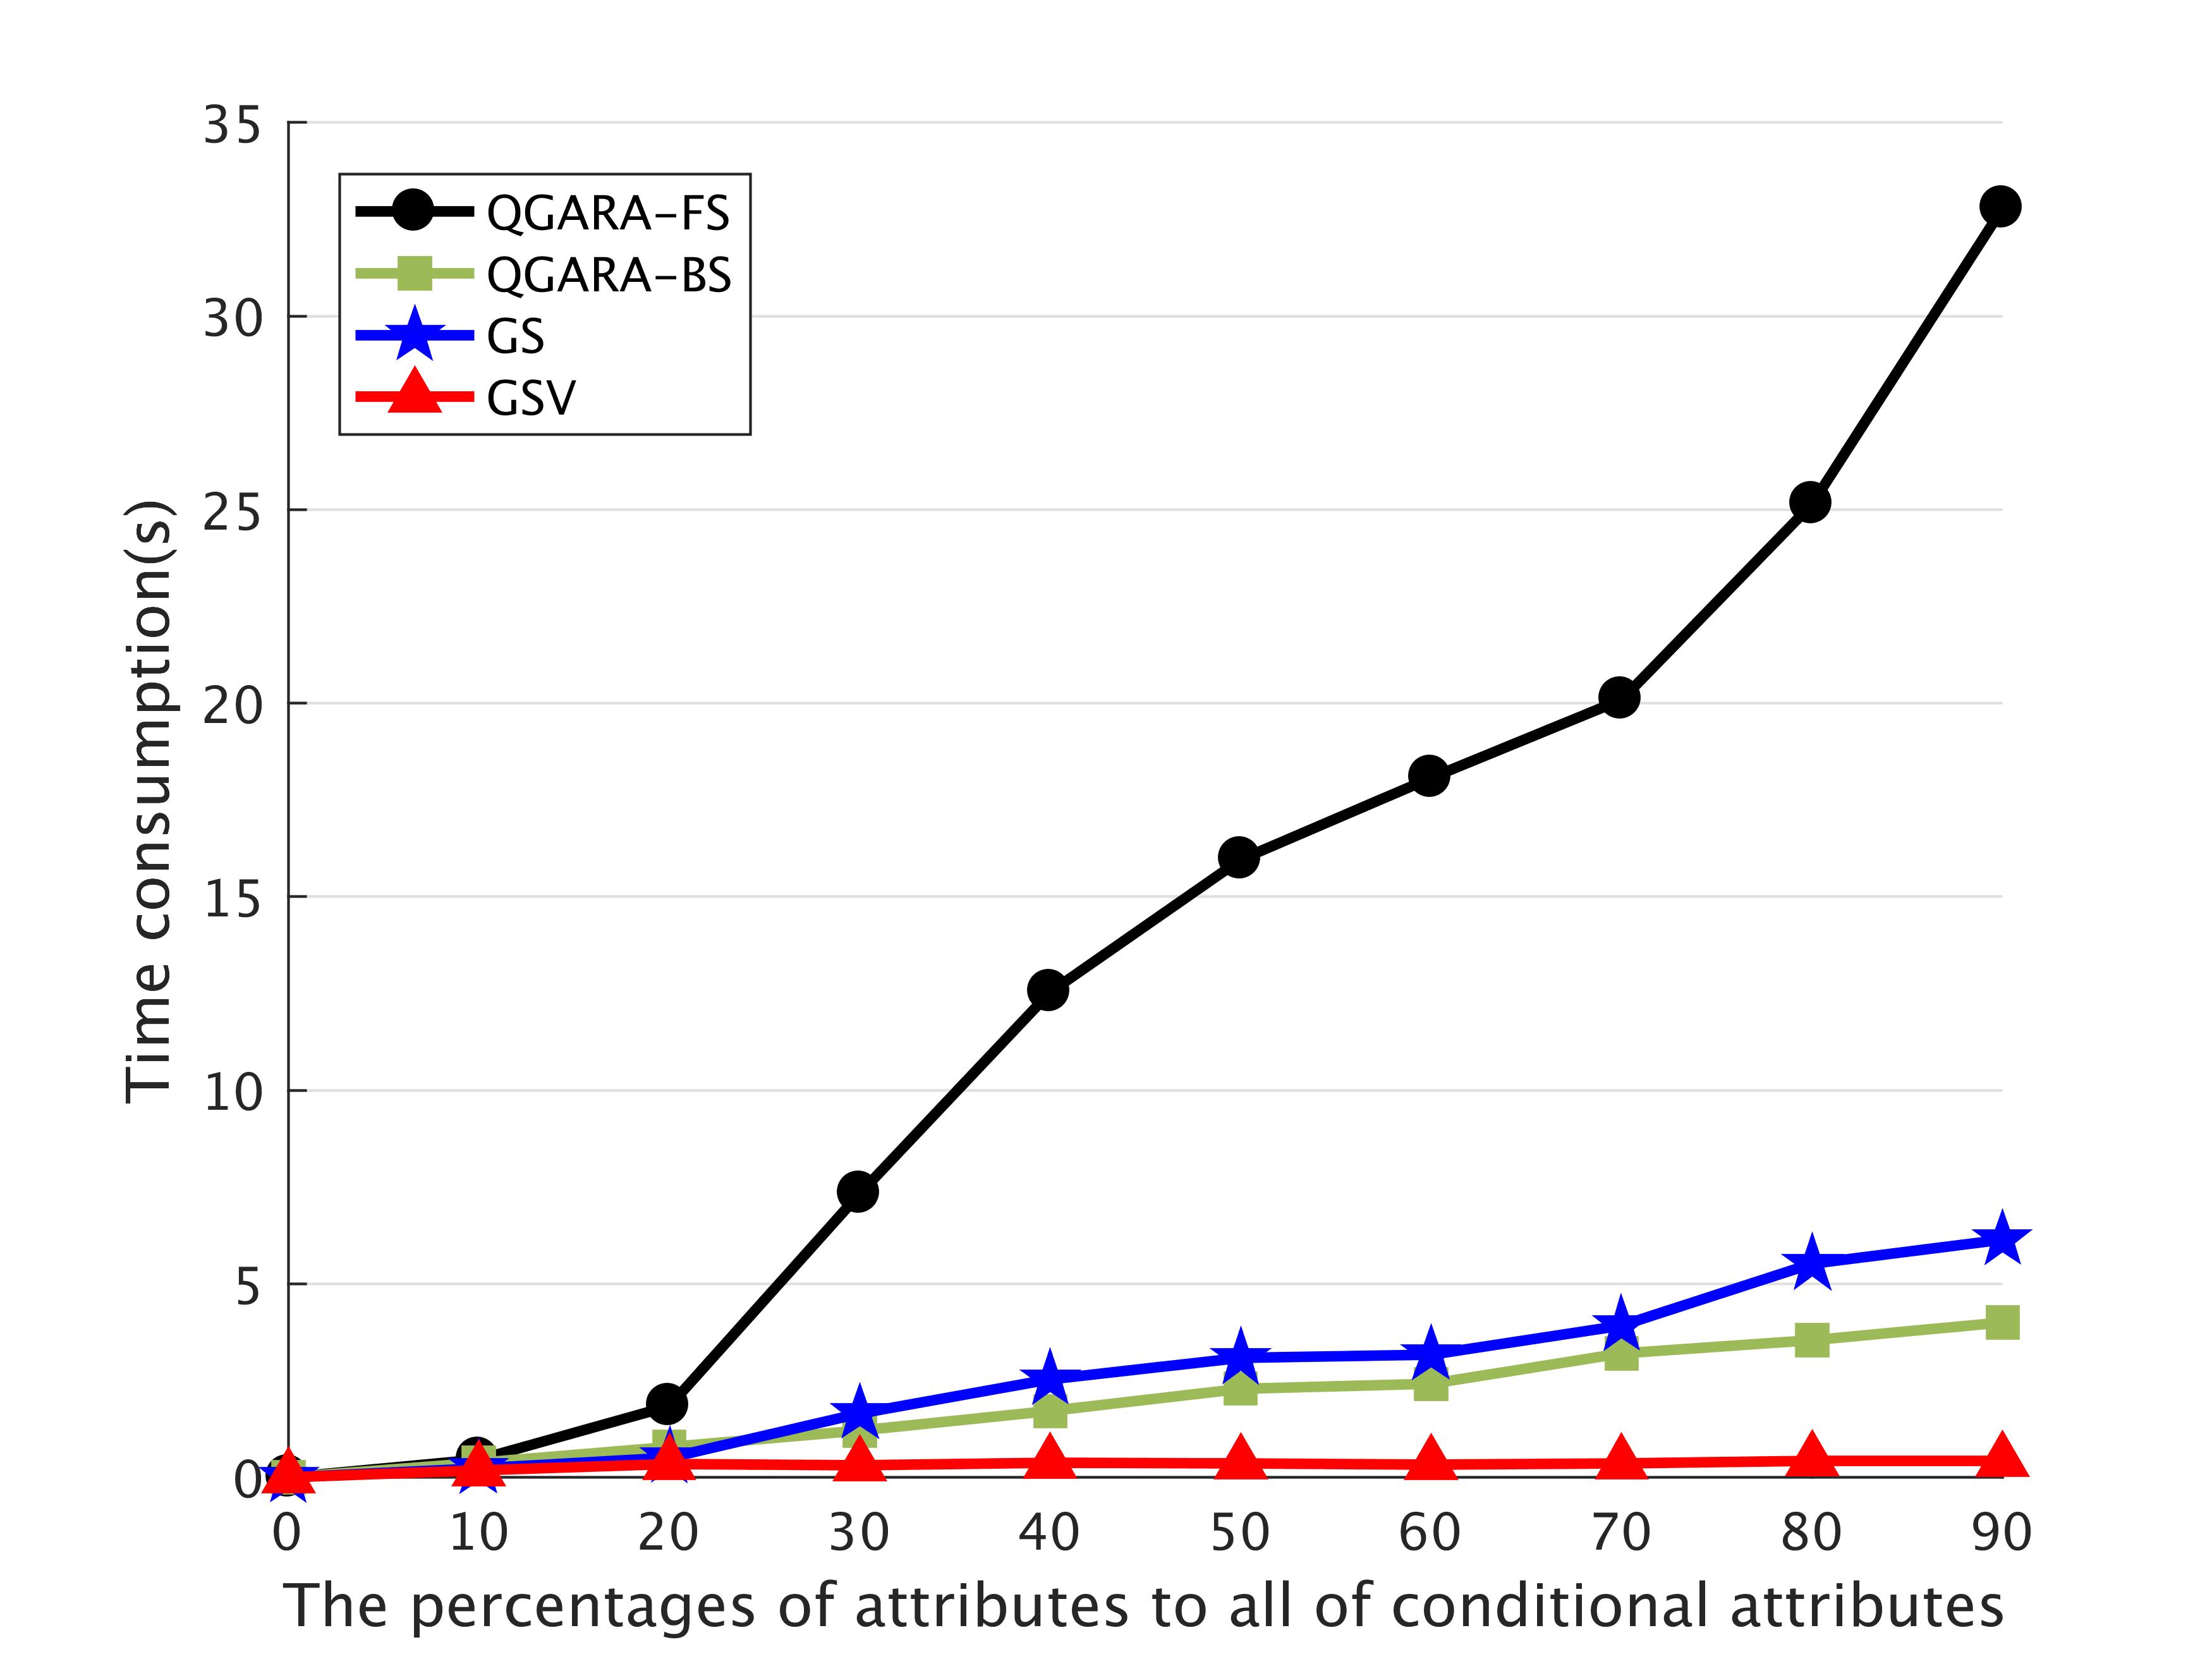 35
30
25
20
15
10
5
0
Time consumption(s)
QGARA-FS
QGARA-BS
GS
GSV
0 10 20 30 40 50 60 70 80 90
The percentages of attributes to all of conditional attributes